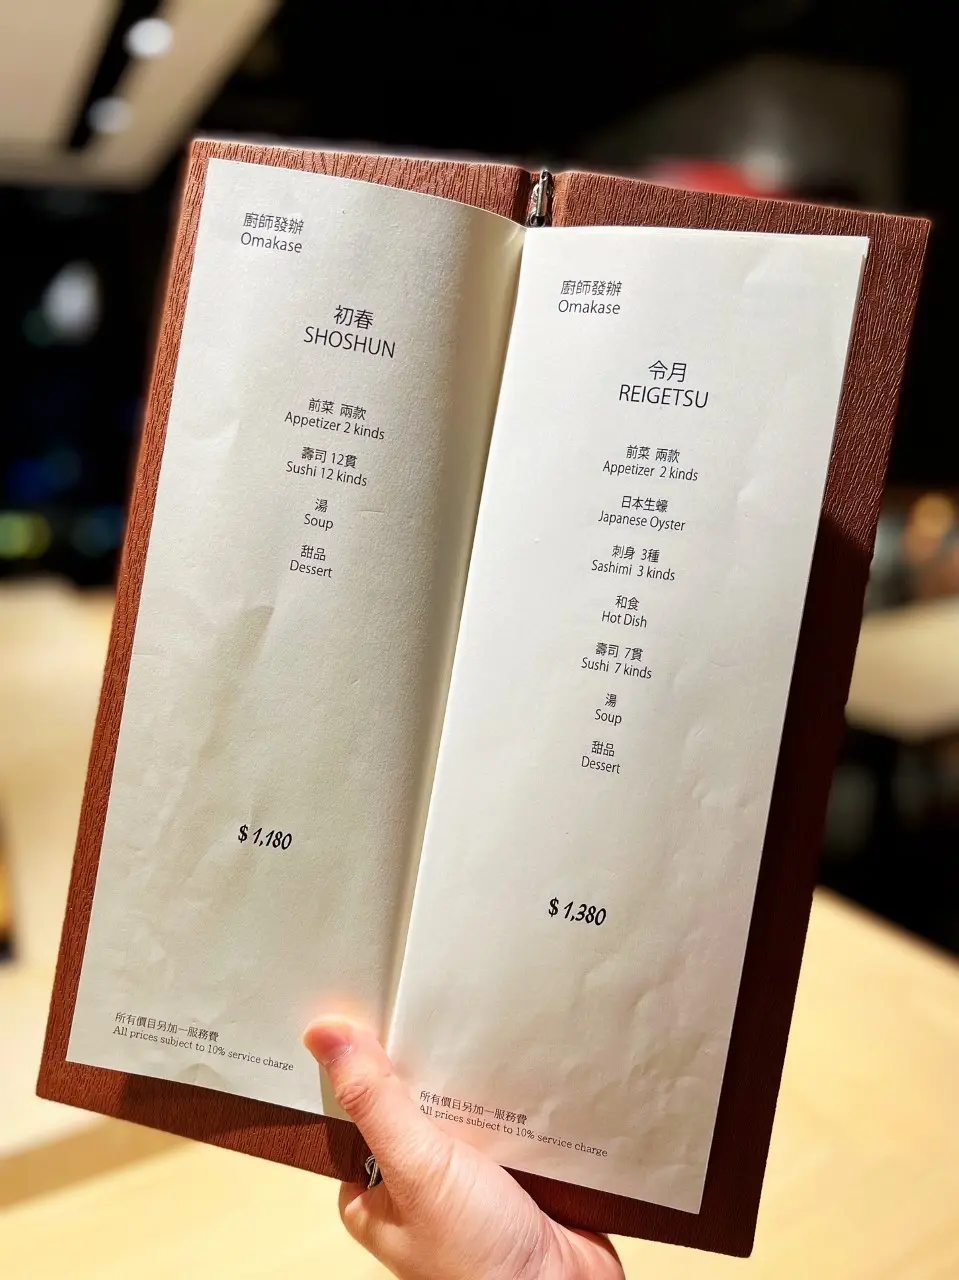 廚師發辦
Omakase
初春
SHOSHUN
前菜 兩款
Appetizer 2 kinds
壽司 12貫
Sushi 12 kinds
湯
Soup
甜品
Dessert
$ 1,180
所有價目另加一服務費
All prices subject to 10% service charge
廚師發辦
Omakase
令月
REIGETSU
前菜 兩款
Appetizer 2 kinds
日本生蠔
Japanese Oyster
刺身 3種
Sashimi 3 kinds
和食
Hot Dish
壽司 7貫
Sushi 7 kinds
湯
Soup
甜品
Dessert
$ 1,380
所有價目另加一服務費
All prices subject to 10% service charge